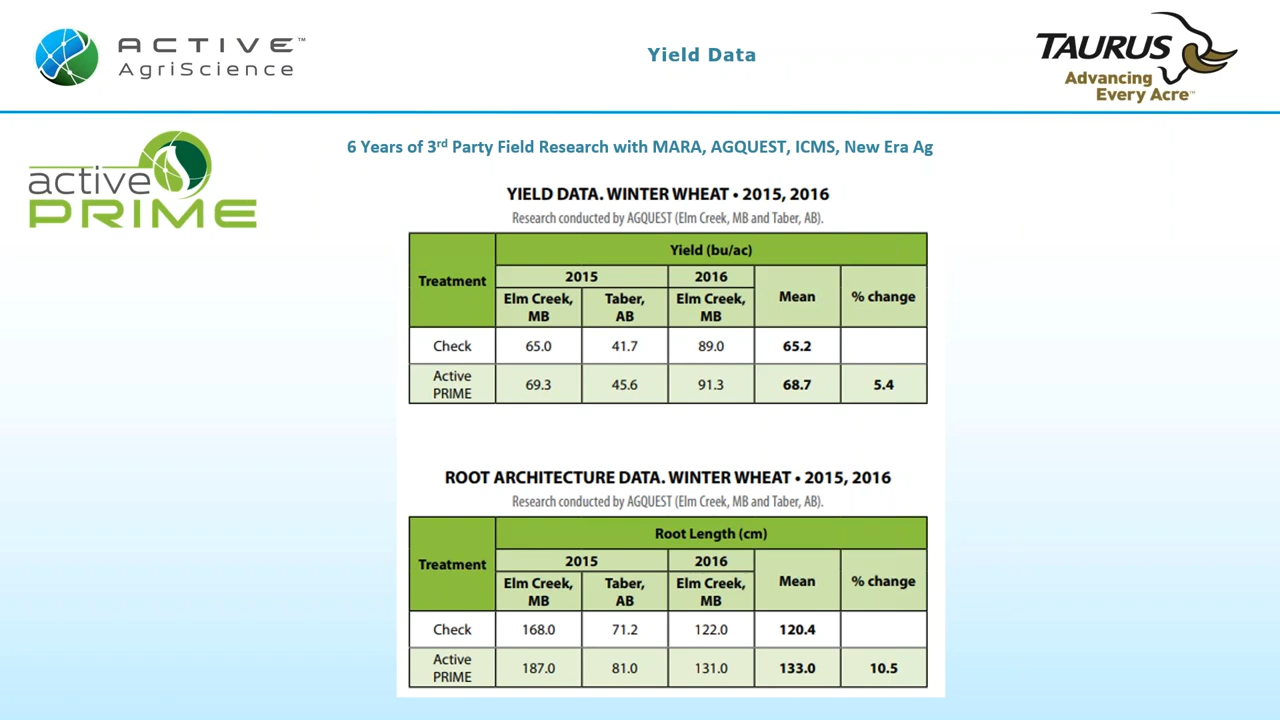 ACTIVE™
AgriScience
Yield Data
TAURUS
Advancing
Every Acre™
active
PRIME
6 Years of 3rd Party Field Research with MARA, AGQUEST, ICMS, New Era Ag
YIELD DATA. WINTER WHEAT • 2015, 2016
Research conducted by AGQUEST (Elm Creek, MB and Taber, AB).
Treatment
Yield (bu/ac)
2015 2016 Mean % change
Elm Creek, MB Taber, AB Elm Creek, MB
Check 65.0 41.7 89.0 65.2
Active PRIME 69.3 45.6 91.3 68.7 5.4
ROOT ARCHITECTURE DATA. WINTER WHEAT • 2015, 2016
Research conducted by AGQUEST (Elm Creek, MB and Taber, AB).
Treatment
Root Length (cm)
2015 2016 Mean % change
Elm Creek, MB Taber, AB Elm Creek, MB
Check 168.0 71.2 122.0 120.4
Active PRIME 187.0 81.0 131.0 133.0 10.5